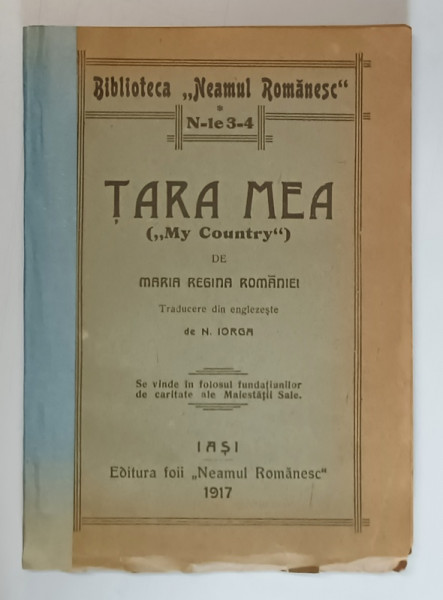 Biblioteca „Neamul Romănesc“
*
N-le 3-4
ȚARA MEA
(„My Country“)
DE
MARIA REGINA ROMÂNIEI
Traducere din englezește
de N. IORGA
Se vinde în folosul fundațiunilor
de caritate ale Maiestății Sale.
IAȘI
Editura foii „Neamul Romănesc“
1917